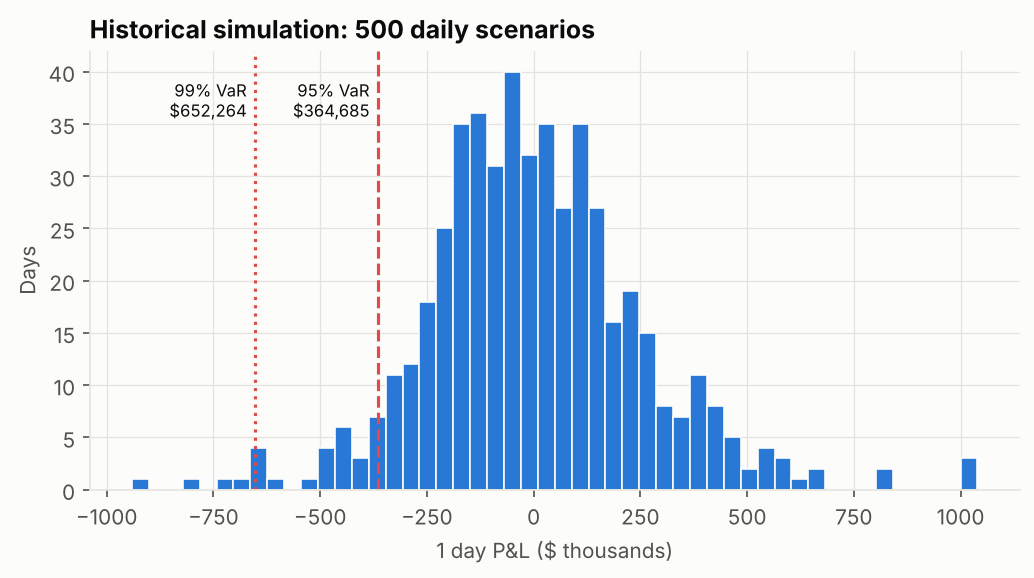 Historical simulation: 500 daily scenarios
99% VaR
$652,264
95% VaR
$364,685
Days
40
35
30
25
20
15
10
5
0
−1000 −750 −500 −250 0 250 500 750 1000
1 day P&L ($ thousands)